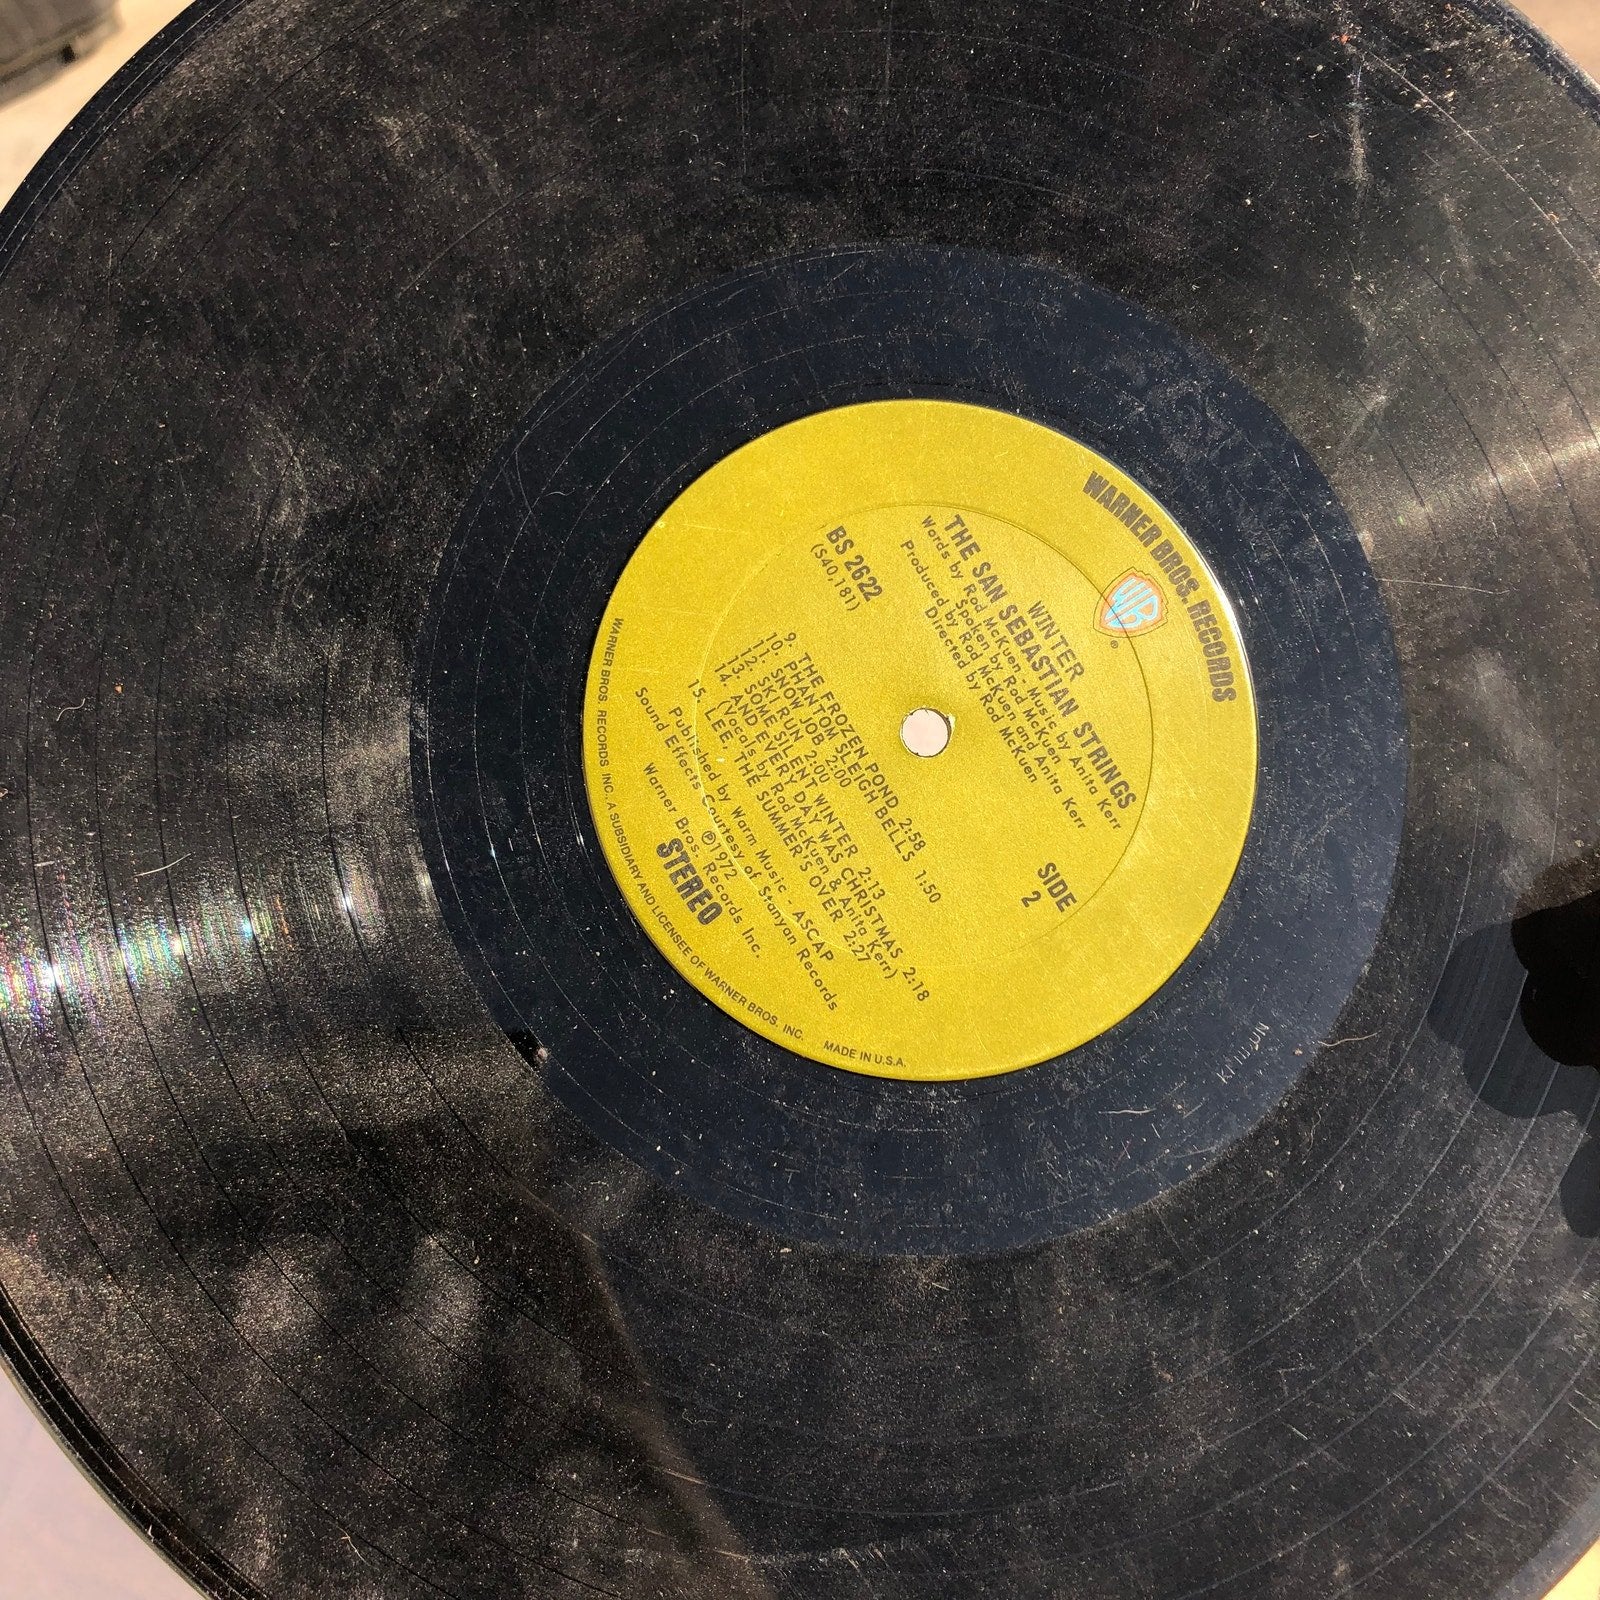 WARNER BROS. RECORDS
WB
®
WINTER
THE SAN SEBASTIAN STRINGS
Words by Rod McKuen - Music by Anita Kerr
Spoken by Rod McKuen
Produced by Rod McKuen and Anita Kerr
Directed by Rod McKuen
BS 2622
(S40,181)
SIDE
2
9. THE FROZEN POND 2:58
10. PHANTOM SLEIGH BELLS 1:50
11. SNOW JOB 2:00
12. SKI RUN 2:00
13. SOME SILENT WINTER 2:13
14. AND EVERY DAY WAS CHRISTMAS 2:18
(Vocals by Rod McKuen & Anita Kerr)
15. LEE, THE SUMMER'S OVER 2:27
Published by Warm Music - ASCAP
Sound Effects Courtesy of Stanyan Records
℗1972
Warner Bros. Records Inc.
STEREO
WARNER BROS. RECORDS INC. A SUBSIDIARY AND LICENSEE OF WARNER BROS. INC. MADE IN U.S.A.